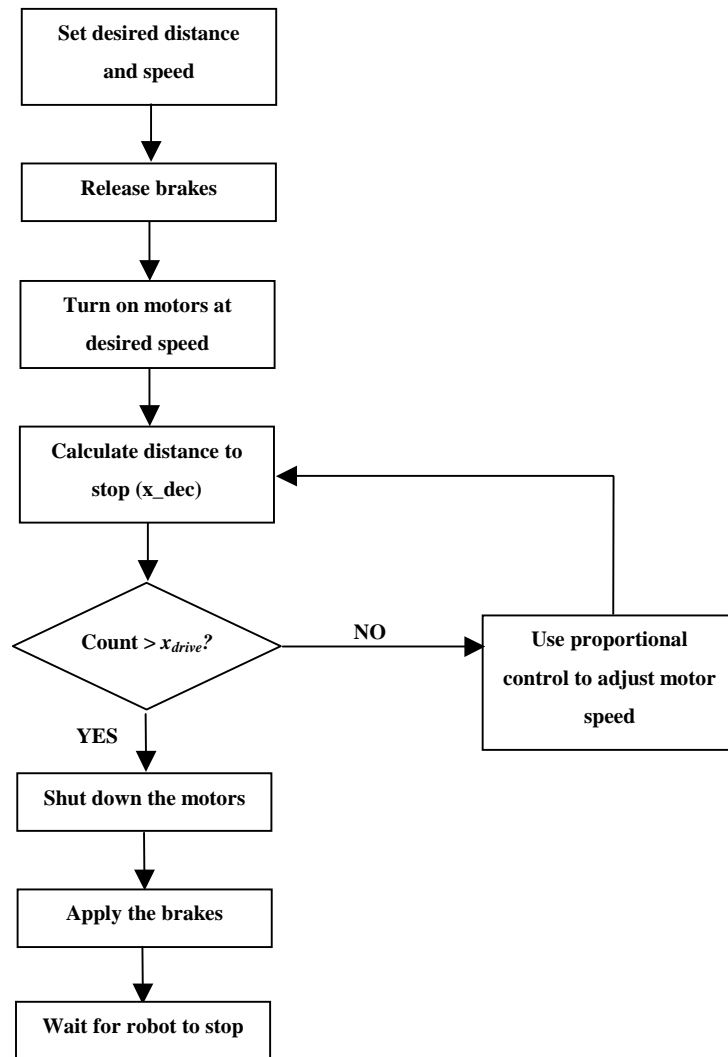 Set desired distance
and speed
Release brakes
Turn on motors at
desired speed
Calculate distance to
stop (x_dec)
Count > x_drive?
NO
Use proportional
control to adjust motor
speed
YES
Shut down the motors
Apply the brakes
Wait for robot to stop